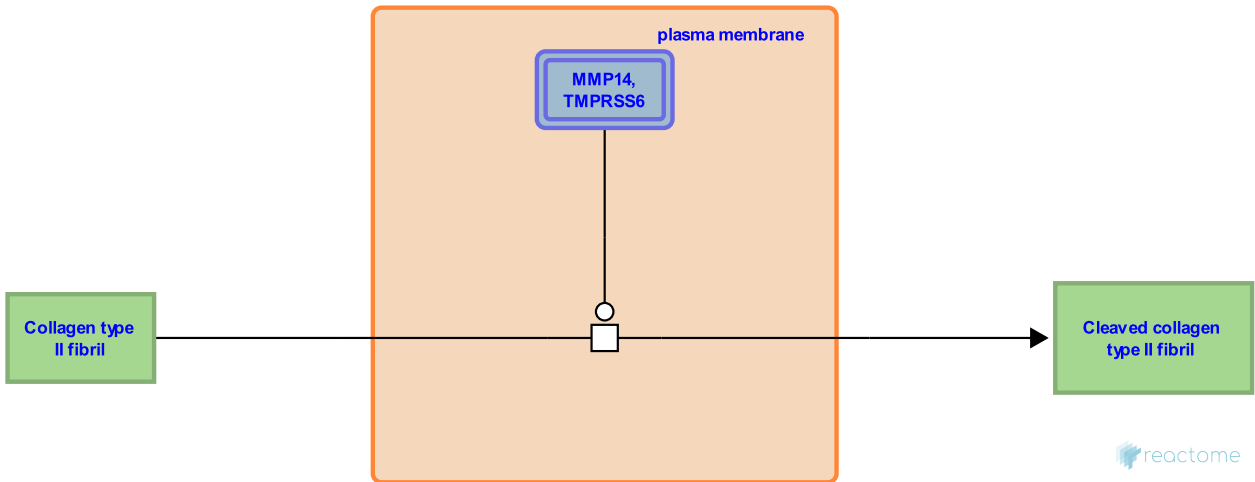 plasma membrane
MMP14,
TMPRSS6
Collagen type
II fibril
Cleaved collagen
type II fibril
reactome